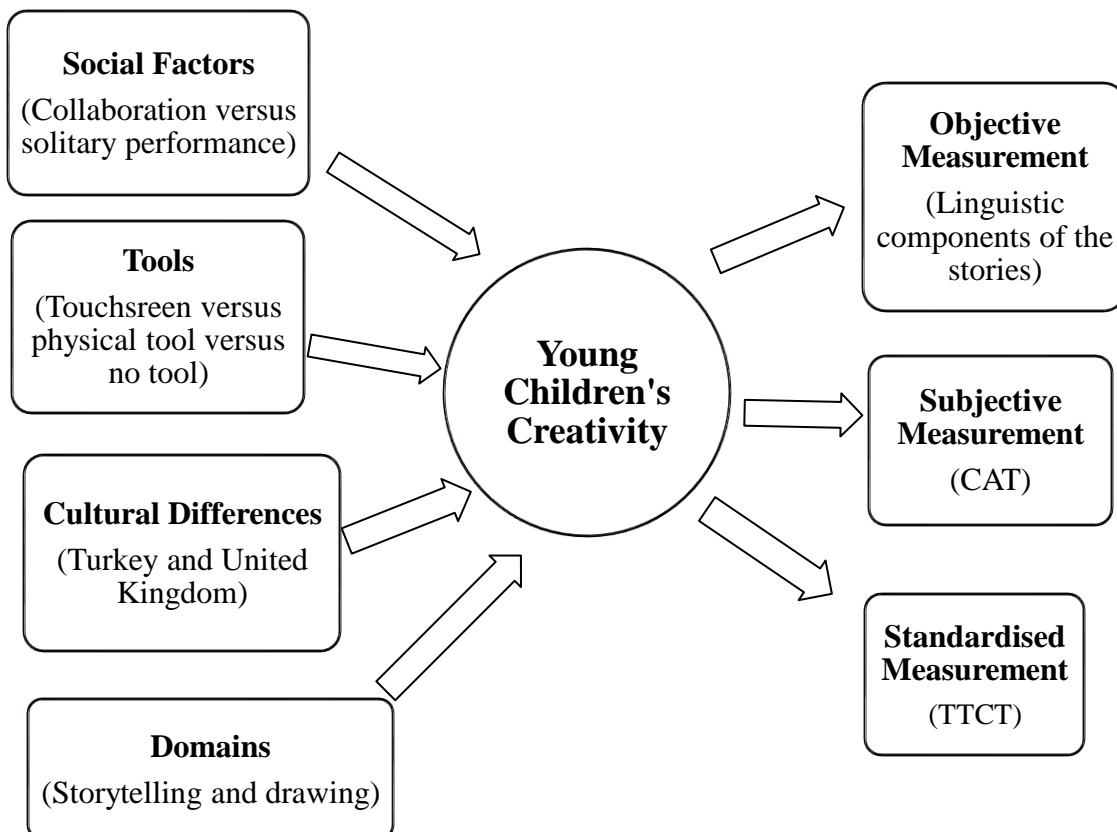 Social Factors
(Collaboration versus
solitary performance)
Tools
(Touchsreen versus
physical tool versus
no tool)
Cultural Differences
(Turkey and United
Kingdom)
Domains
(Storytelling and drawing)
Young
Children's
Creativity
Objective
Measurement
(Linguistic
components of the
stories)
Subjective
Measurement
(CAT)
Standardised
Measurement
(TTCT)